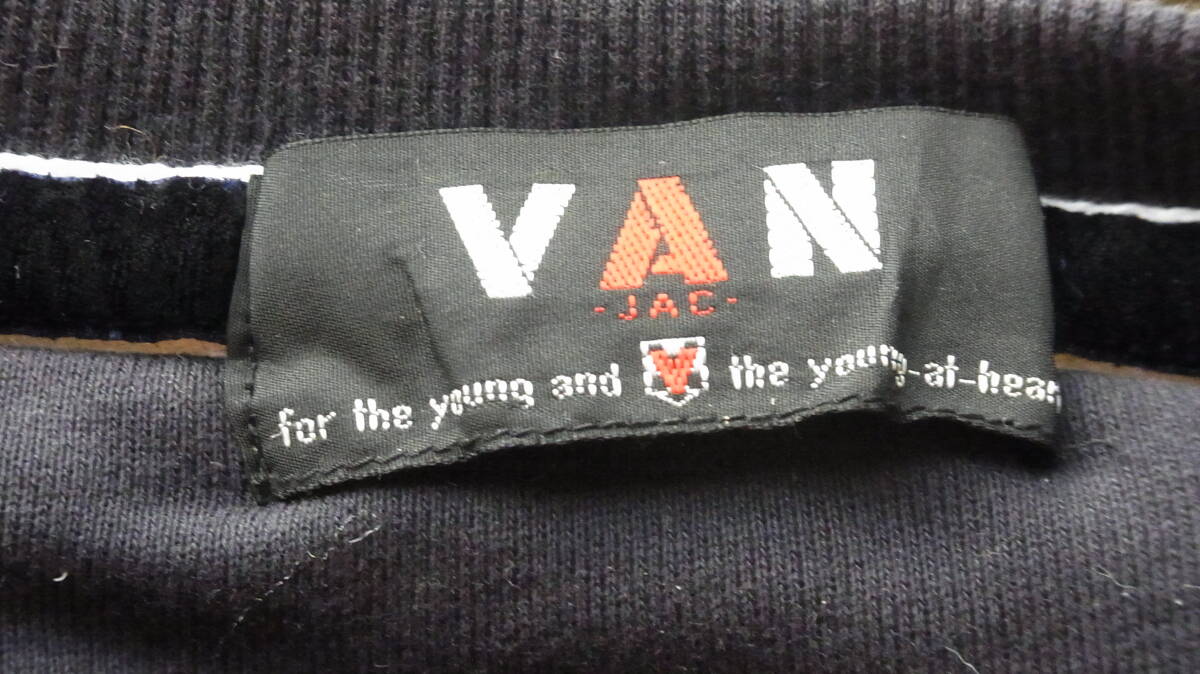 VAN
-JAC-
for the young and V the young-at-hear